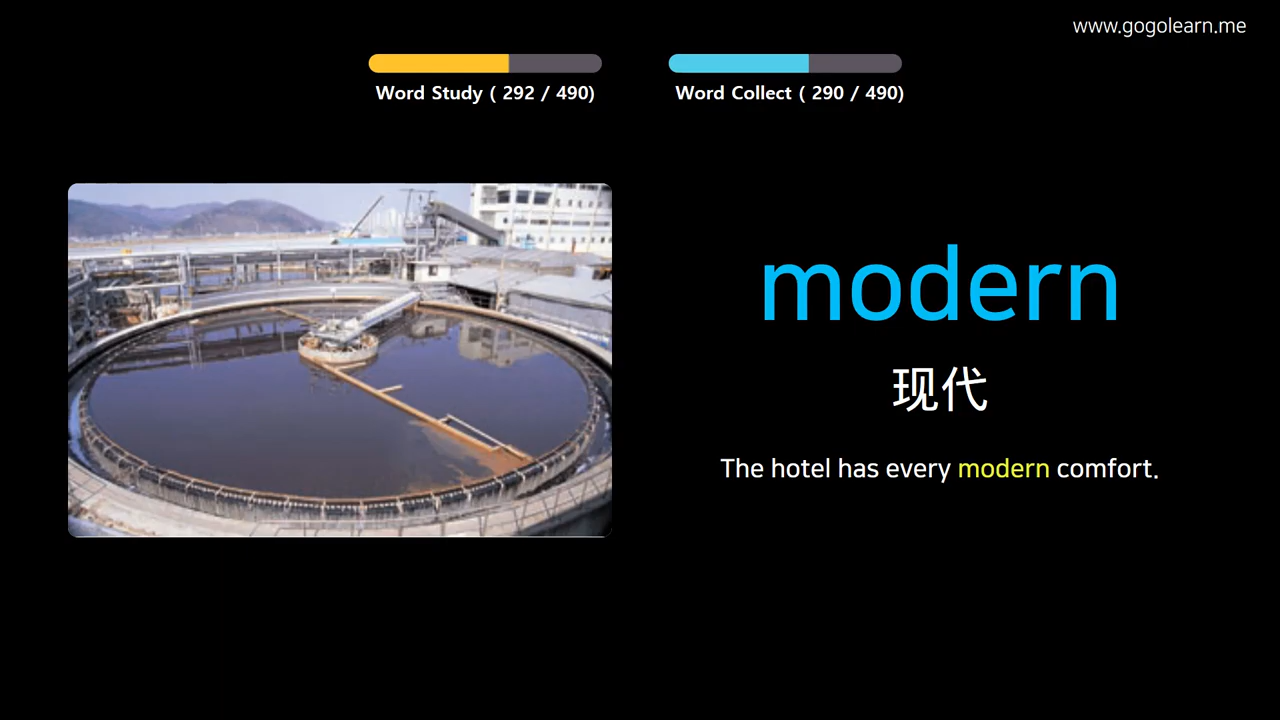 www.gogolearn.me
Word Study ( 292 / 490)
Word Collect ( 290 / 490)
modern
现代
The hotel has every modern comfort.